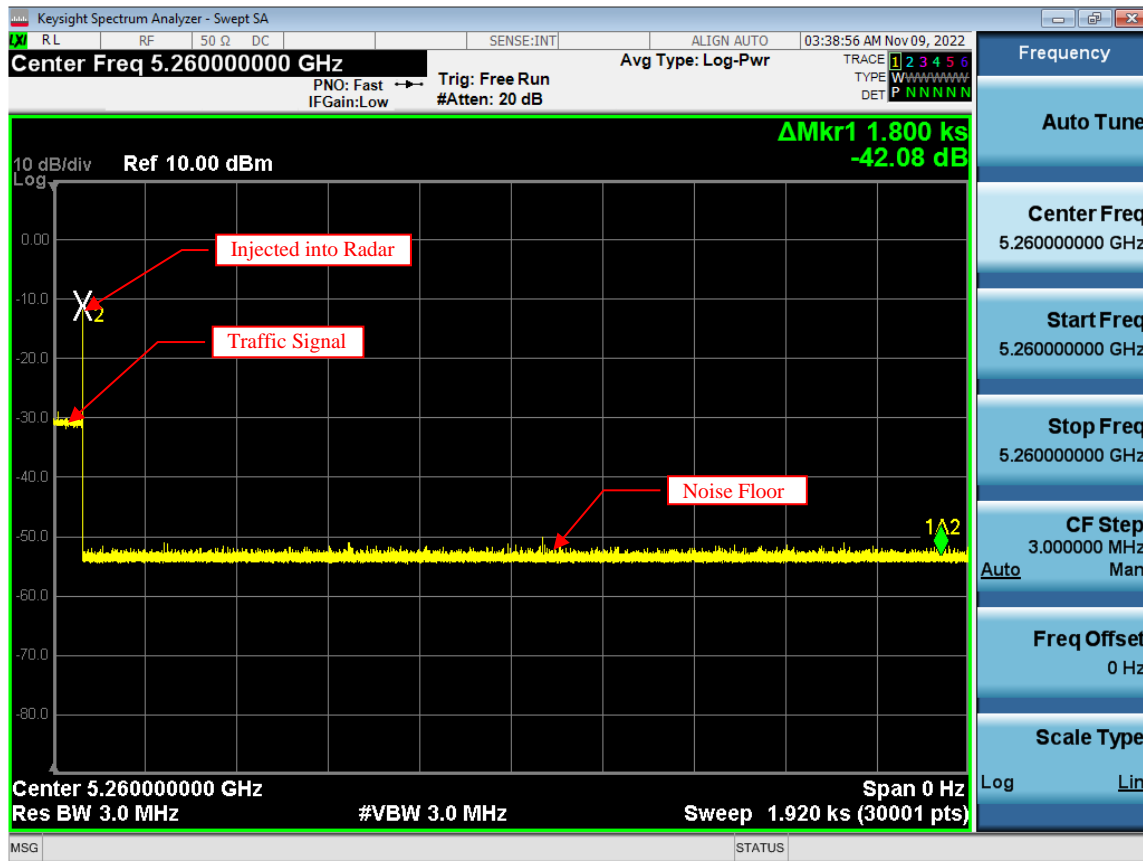 Keysight Spectrum Analyzer - Swept SA
LXI RL RF 50 Ω DC SENSE:INT ALIGN AUTO 03:38:56 AM Nov 09, 2022
Center Freq 5.260000000 GHz
PNO: Fast
IFGain:Low
Trig: Free Run
#Atten: 20 dB
Avg Type: Log-Pwr
TRACE 1 2 3 4 5 6
TYPE WWWWWW
DET P N N N N N
ΔMkr1 1.800 ks
-42.08 dB
10 dB/div Ref 10.00 dBm
Log
0.00
-10.0
-20.0
-30.0
-40.0
-50.0
-60.0
-70.0
-80.0
Injected into Radar
X2
Traffic Signal
Noise Floor
1Δ2
Center 5.260000000 GHz Span 0 Hz
Res BW 3.0 MHz #VBW 3.0 MHz Sweep 1.920 ks (30001 pts)
MSG STATUS
Frequency
Auto Tune
Center Freq
5.260000000 GHz
Start Freq
5.260000000 GHz
Stop Freq
5.260000000 GHz
CF Step
3.000000 MHz
Auto Man
Freq Offset
0 Hz
Scale Type
Log Lin